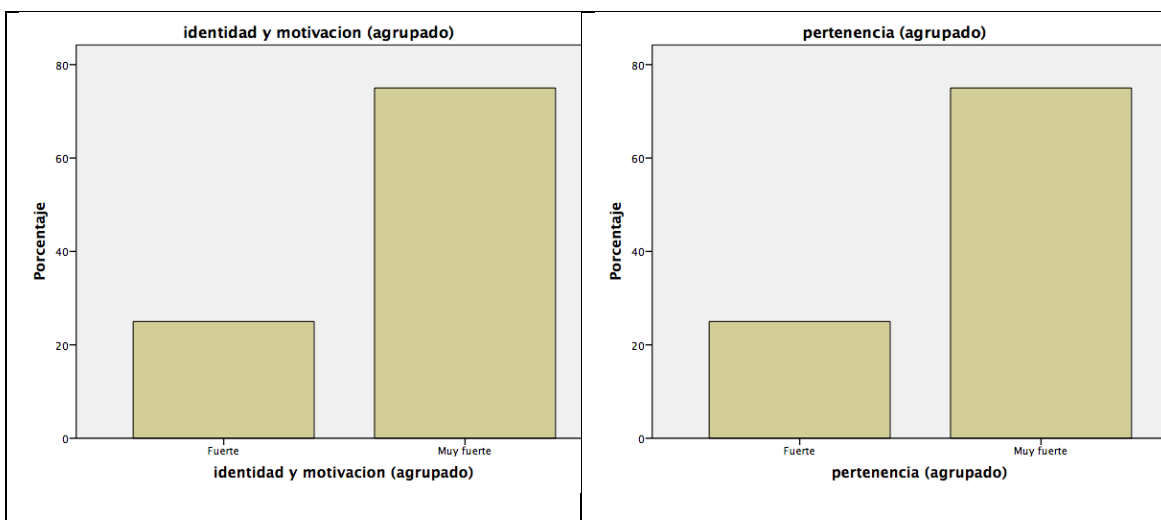 identidad y motivacion (agrupado)
80
60
40
20
0
Porcentaje
Fuerte
Muy fuerte
identidad y motivacion (agrupado)
pertenencia (agrupado)
80
60
40
20
0
Porcentaje
Fuerte
Muy fuerte
pertenencia (agrupado)